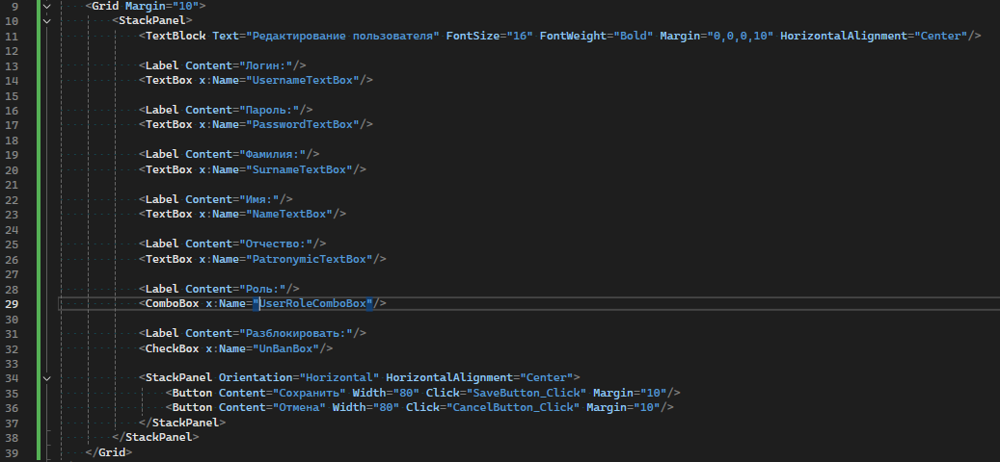 9 <Grid Margin="10">
10 <StackPanel>
11 <TextBlock Text="Редактирование пользователя" FontSize="16" FontWeight="Bold" Margin="0,0,0,10" HorizontalAlignment="Center"/>
12
13 <Label Content="Логин:"/>
14 <TextBox x:Name="UsernameTextBox"/>
15
16 <Label Content="Пароль:"/>
17 <TextBox x:Name="PasswordTextBox"/>
18
19 <Label Content="Фамилия:"/>
20 <TextBox x:Name="SurnameTextBox"/>
21
22 <Label Content="Имя:"/>
23 <TextBox x:Name="NameTextBox"/>
24
25 <Label Content="Отчество:"/>
26 <TextBox x:Name="PatronymicTextBox"/>
27
28 <Label Content="Роль:"/>
29 <ComboBox x:Name="UserRoleComboBox"/>
30
31 <Label Content="Разблокировать:"/>
32 <CheckBox x:Name="UnBanBox"/>
33
34 <StackPanel Orientation="Horizontal" HorizontalAlignment="Center">
35 <Button Content="Сохранить" Width="80" Click="SaveButton_Click" Margin="10"/>
36 <Button Content="Отмена" Width="80" Click="CancelButton_Click" Margin="10"/>
37 </StackPanel>
38 </StackPanel>
39 </Grid>